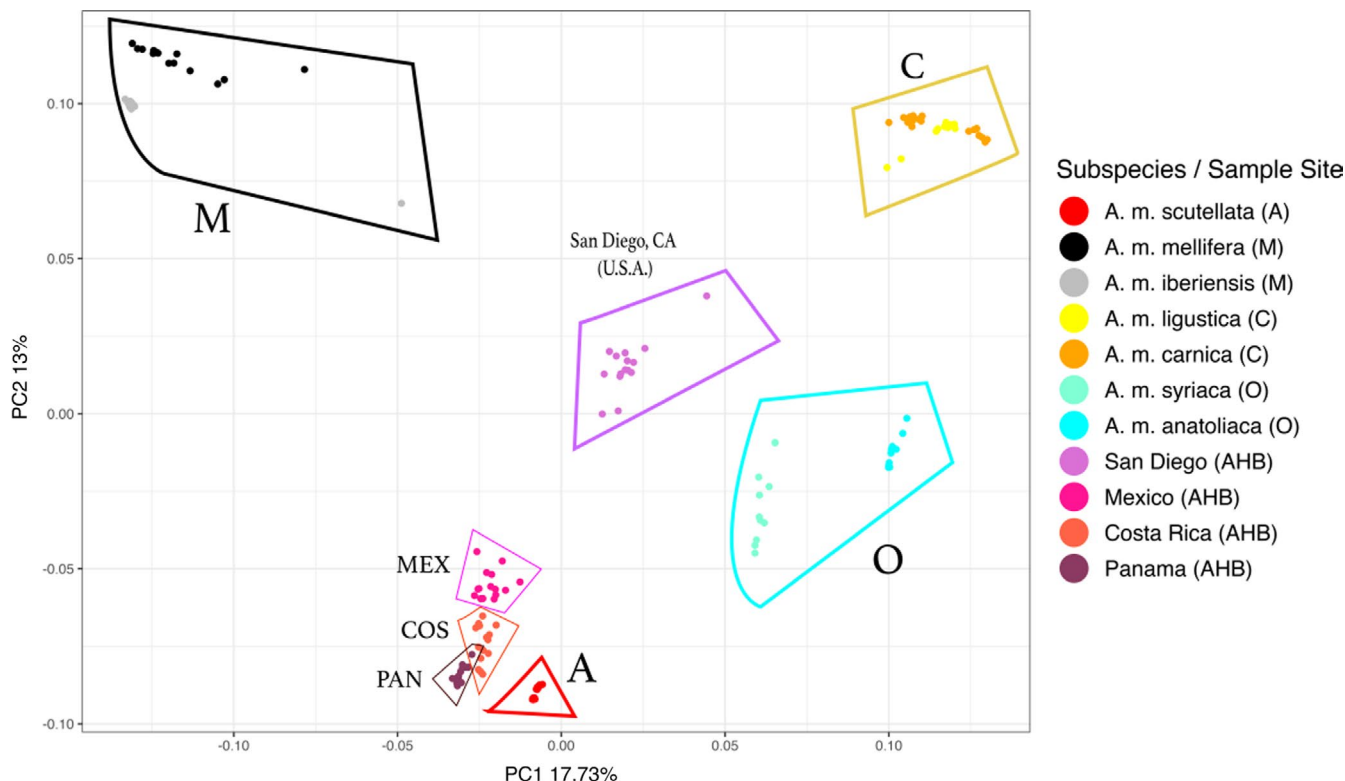 C
M
San Diego, CA
(U.S.A.)
O
MEX
COS
PAN
A
0.10
0.05
0.00
-0.05
-0.10
PC2 13%
-0.10
-0.05
0.00
0.05
0.10
PC1 17.73%
Subspecies / Sample Site
A. m. scutellata (A)
A. m. mellifera (M)
A. m. iberiensis (M)
A. m. ligustica (C)
A. m. carnica (C)
A. m. syriaca (O)
A. m. anatoliaca (O)
San Diego (AHB)
Mexico (AHB)
Costa Rica (AHB)
Panama (AHB)